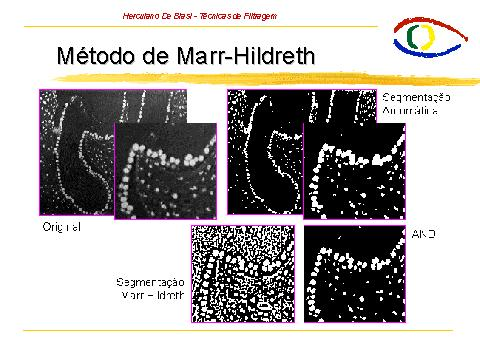 Herculano De Biasi - Técnicas de Filtragem
Método de Marr-Hildreth
Segmentação
Automática
Original
AND
Segmentação
Marr Hildreth